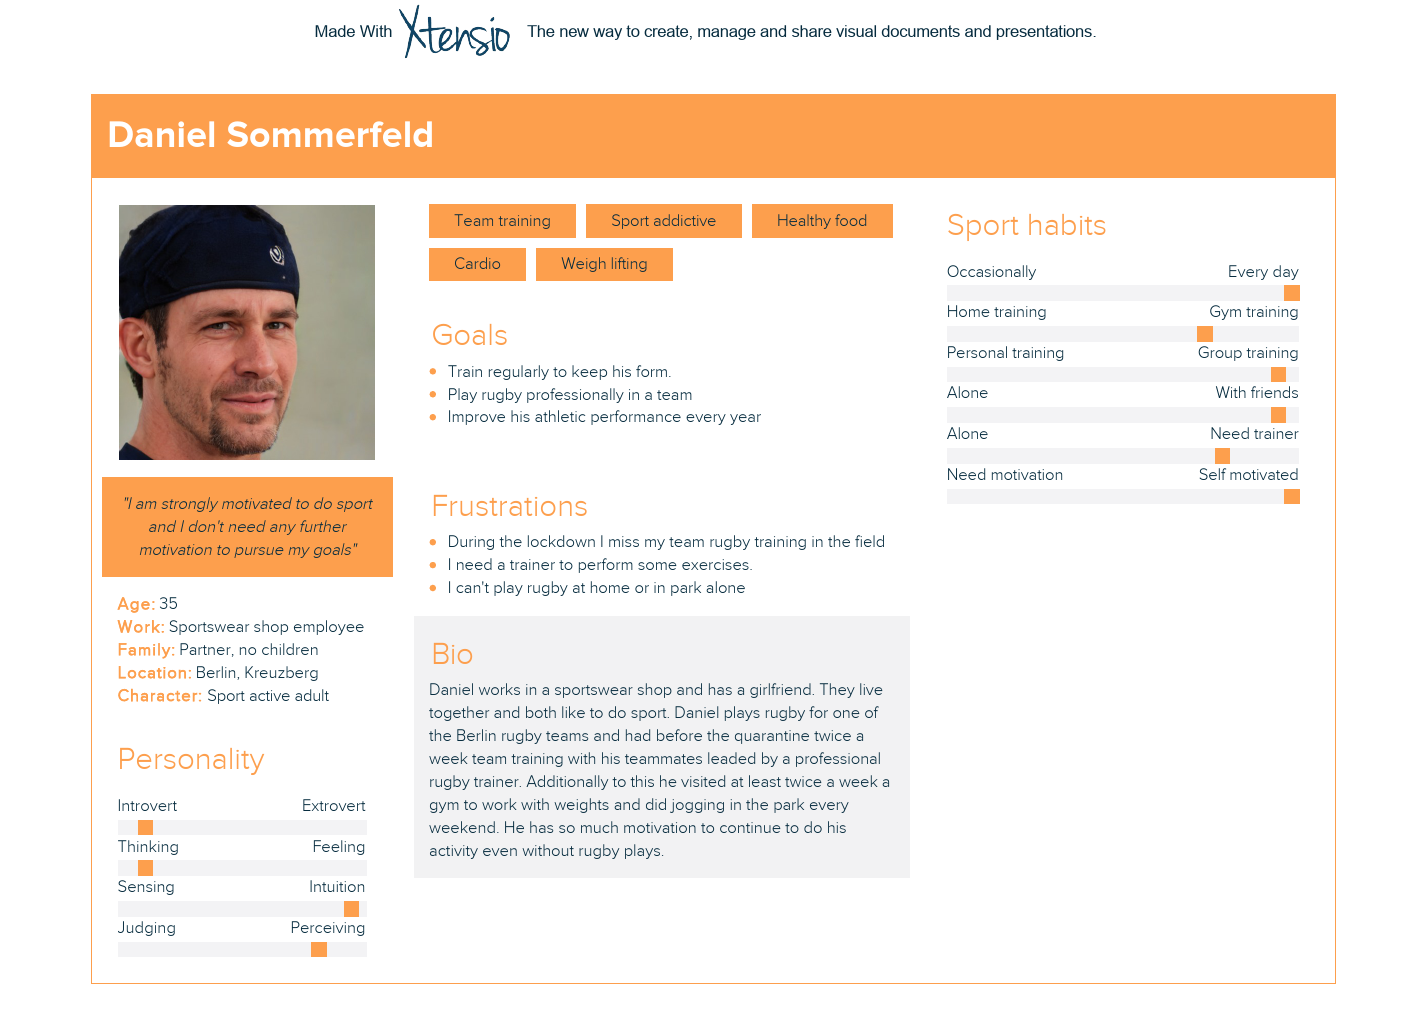 Made With Xtensio The new way to create, manage and share visual documents and presentations.
Daniel Sommerfeld
"I am strongly motivated to do sport
and I don't need any further
motivation to pursue my goals"
Age: 35
Work: Sportswear shop employee
Family: Partner, no children
Location: Berlin, Kreuzberg
Character: Sport active adult
Personality
Introvert Extrovert
Thinking Feeling
Sensing Intuition
Judging Perceiving
Team training Sport addictive Healthy food
Cardio Weigh lifting
Goals
Train regularly to keep his form.
Play rugby professionally in a team
Improve his athletic performance every year
Frustrations
During the lockdown I miss my team rugby training in the field
I need a trainer to perform some exercises.
I can't play rugby at home or in park alone
Bio
Daniel works in a sportswear shop and has a girlfriend. They live
together and both like to do sport. Daniel plays rugby for one of
the Berlin rugby teams and had before the quarantine twice a
week team training with his teammates leaded by a professional
rugby trainer. Additionally to this he visited at least twice a week a
gym to work with weights and did jogging in the park every
weekend. He has so much motivation to continue to do his
activity even without rugby plays.
Sport habits
Occasionally Every day
Home training Gym training
Personal training Group training
Alone With friends
Alone Need trainer
Need motivation Self motivated